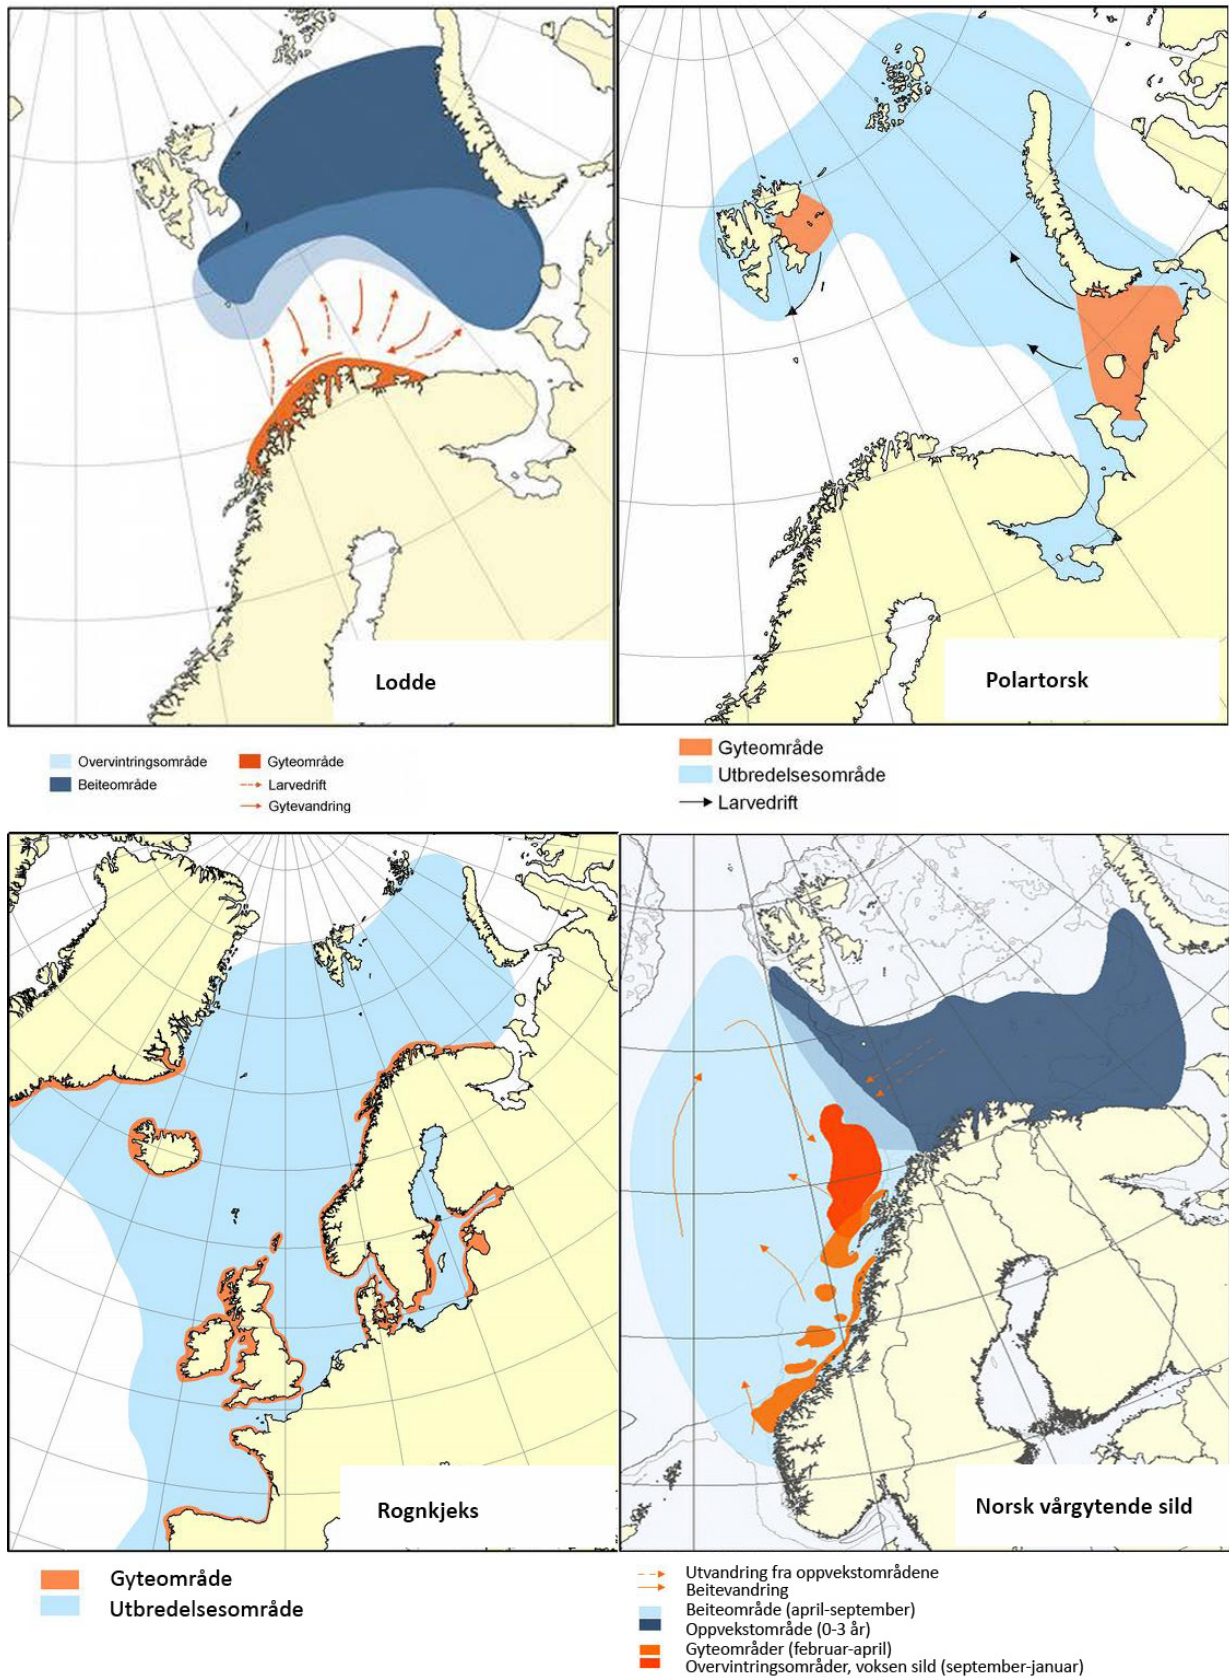 Lodde
Overvintringsområde
Beiteområde
Gyteområde
Larvedrift
Gytevandring
Polartorsk
Gyteområde
Utbredelsesområde
Larvedrift
Rognkjeks
Gyteområde
Utbredelsesområde
Norsk vårgytende sild
Utvandring fra oppvekstområdene
Beitevandring
Beiteområde (april-september)
Oppvekstområde (0-3 år)
Gyteområder (februar-april)
Overvintringsområder, voksen sild (september-januar)